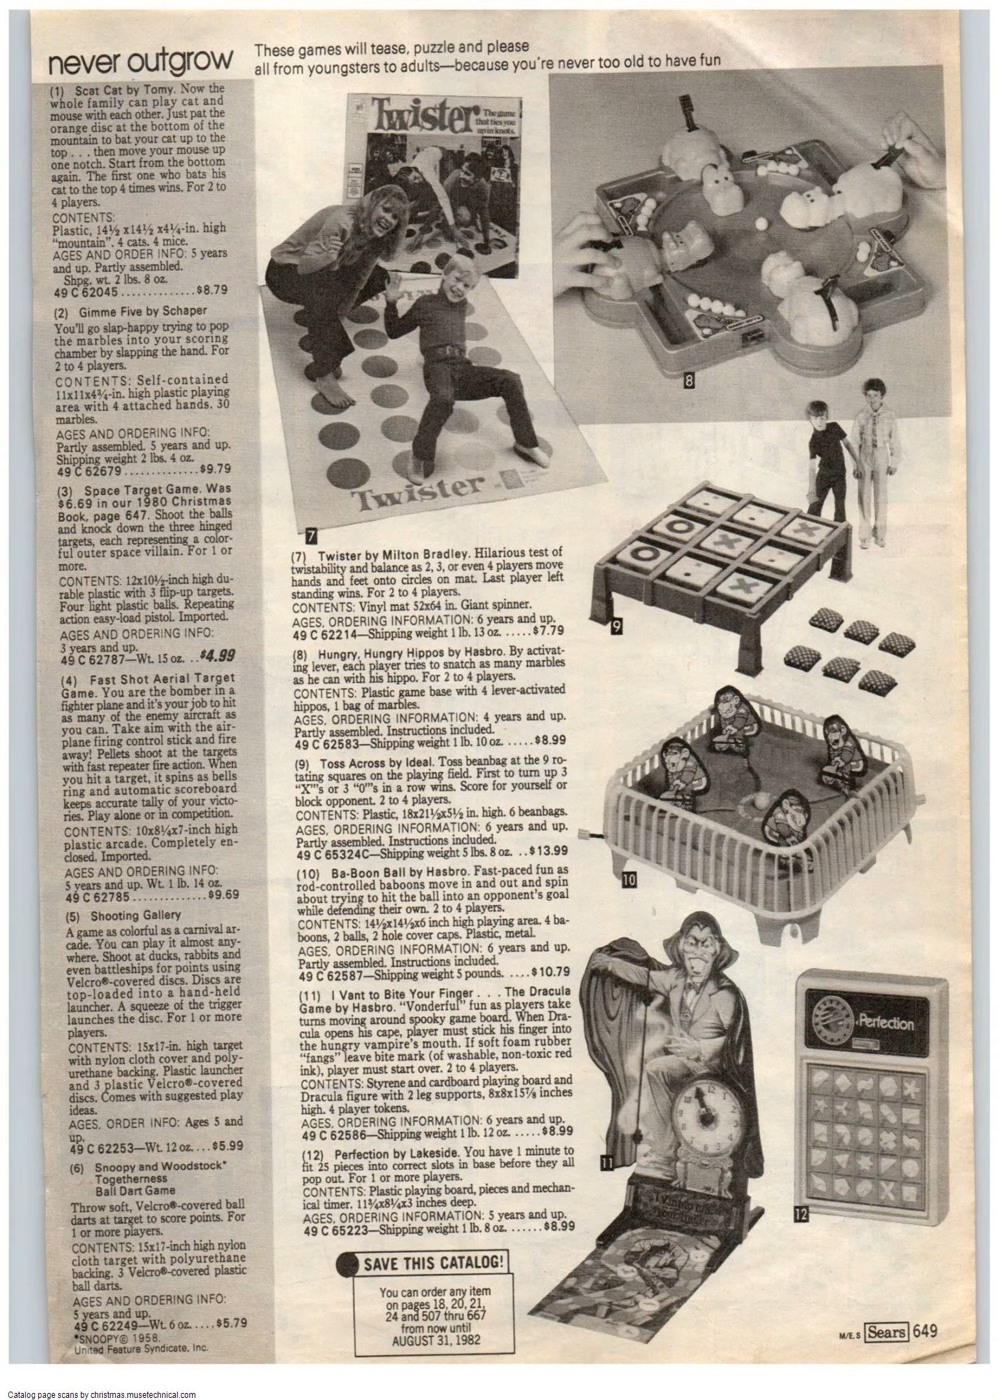 never outgrow
These games will tease, puzzle and please
all from youngsters to adults—because you're never too old to have fun
(1) Scat Cat by Tomy. Now the
whole family can play cat and
mouse with each other. Just pat the
orange disc at the bottom of the
mountain to bat your cat up to the
top . . . then move your mouse up
one notch. Start from the bottom
again. The first one who bats his
cat to the top 4 times wins. For 2 to
4 players.
CONTENTS:
Plastic, 14½ x14½ x4¼-in. high
"mountain". 4 cats. 4 mice.
AGES AND ORDER INFO: 5 years
and up. Partly assembled.
Shpg. wt. 2 lbs. 8 oz.
49 C 62045 . . . . . . . . . . . . . . $8.79
(2) Gimme Five by Schaper
You'll go slap-happy trying to pop
the marbles into your scoring
chamber by slapping the hand. For
2 to 4 players.
CONTENTS: Self-contained
11x11x4¾-in. high plastic playing
area with 4 attached hands. 30
marbles.
AGES AND ORDERING INFO:
Partly assembled. 5 years and up.
Shipping weight 2 lbs. 4 oz.
49 C 62679 . . . . . . . . . . . . . . $9.79
(3) Space Target Game. Was
$6.69 in our 1980 Christmas
Book, page 647. Shoot the balls
and knock down the three hinged
targets, each representing a color-
ful outer space villain. For 1 or
more.
CONTENTS: 12x10½-inch high du-
rable plastic with 3 flip-up targets.
Four light plastic balls. Repeating
action easy-load pistol. Imported.
AGES AND ORDERING INFO:
3 years and up.
49 C 62787—Wt. 15 oz. . . $4.99
(4) Fast Shot Aerial Target
Game. You are the bomber in a
fighter plane and it's your job to hit
as many of the enemy aircraft as
you can. Take aim with the air-
plane firing control stick and fire
away! Pellets shoot at the targets
with fast repeater fire action. When
you hit a target, it spins as bells
ring and automatic scoreboard
keeps accurate tally of your victo-
ries. Play alone or in competition.
CONTENTS: 10x8¼x7-inch high
plastic arcade. Completely en-
closed. Imported.
AGES AND ORDERING INFO:
5 years and up. Wt. 1 lb. 14 oz.
49 C 62785 . . . . . . . . . . . . . . $9.69
(5) Shooting Gallery
A game as colorful as a carnival ar-
cade. You can play it almost any-
where. Shoot at ducks, rabbits and
even battleships for points using
Velcro®-covered discs. Discs are
top-loaded into a hand-held
launcher. A squeeze of the trigger
launches the disc. For 1 or more
players.
CONTENTS: 15x17-in. high target
with nylon cloth cover and poly-
urethane backing. Plastic launcher
and 3 plastic Velcro®-covered
discs. Comes with suggested play
ideas.
AGES, ORDER INFO: Ages 5 and
up.
49 C 62253—Wt. 12 oz. . . . $5.99
(6) Snoopy and Woodstock*
Togetherness
Ball Dart Game
Throw soft, Velcro®-covered ball
darts at target to score points. For
1 or more players.
CONTENTS: 15x17-inch high nylon
cloth target with polyurethane
backing. 3 Velcro®-covered plastic
ball darts.
AGES AND ORDERING INFO:
5 years and up.
49 C 62249—Wt. 6 oz. . . . . $5.79
*SNOOPY© 1958.
United Feature Syndicate, Inc.
Twister
The game
that ties you
up in knots.
Twister
7
8
9
10
11
12
Perfection
(7) Twister by Milton Bradley. Hilarious test of
twistability and balance as 2, 3, or even 4 players move
hands and feet onto circles on mat. Last player left
standing wins. For 2 to 4 players.
CONTENTS: Vinyl mat 52x64 in. Giant spinner.
AGES, ORDERING INFORMATION: 6 years and up.
49 C 62214—Shipping weight 1 lb. 13 oz. . . . . . $7.79
(8) Hungry, Hungry Hippos by Hasbro. By activat-
ing lever, each player tries to snatch as many marbles
as he can with his hippo. For 2 to 4 players.
CONTENTS: Plastic game base with 4 lever-activated
hippos, 1 bag of marbles.
AGES, ORDERING INFORMATION: 4 years and up.
Partly assembled. Instructions included.
49 C 62583—Shipping weight 1 lb. 10 oz. . . . . . $8.99
(9) Toss Across by Ideal. Toss beanbag at the 9 ro-
tating squares on the playing field. First to turn up 3
"X"'s or 3 "0"'s in a row wins. Score for yourself or
block opponent. 2 to 4 players.
CONTENTS: Plastic, 18x21½x5½ in. high. 6 beanbags.
AGES, ORDERING INFORMATION: 6 years and up.
Partly assembled. Instructions included.
49 C 65324C—Shipping weight 5 lbs. 8 oz. . . $13.99
(10) Ba-Boon Ball by Hasbro. Fast-paced fun as
rod-controlled baboons move in and out and spin
about trying to hit the ball into an opponent's goal
while defending their own. 2 to 4 players.
CONTENTS: 14½x14½x6 inch high playing area. 4 ba-
boons, 2 balls, 2 hole cover caps. Plastic, metal.
AGES, ORDERING INFORMATION: 6 years and up.
Partly assembled. Instructions included.
49 C 62587—Shipping weight 5 pounds. . . . . $10.79
(11) I Vant to Bite Your Finger . . . The Dracula
Game by Hasbro. "Vonderful" fun as players take
turns moving around spooky game board. When Dra-
cula opens his cape, player must stick his finger into
the hungry vampire's mouth. If soft foam rubber
"fangs" leave bite mark (of washable, non-toxic red
ink), player must start over. 2 to 4 players.
CONTENTS: Styrene and cardboard playing board and
Dracula figure with 2 leg supports, 8x8x15⅞ inches
high. 4 player tokens.
AGES, ORDERING INFORMATION: 6 years and up.
49 C 62586—Shipping weight 1 lb. 12 oz. . . . . . $8.99
(12) Perfection by Lakeside. You have 1 minute to
fit 25 pieces into correct slots in base before they all
pop out. For 1 or more players.
CONTENTS: Plastic playing board, pieces and mechan-
ical timer. 11¾x8¼x3 inches deep.
AGES, ORDERING INFORMATION: 5 years and up.
49 C 65223—Shipping weight 1 lb. 8 oz. . . . . . . $8.99
SAVE THIS CATALOG!
You can order any item
on pages 18, 20, 21,
24 and 507 thru 667
from now until
AUGUST 31, 1982
M/E,S Sears 649
Catalog page scans by christmas.musetechnical.com